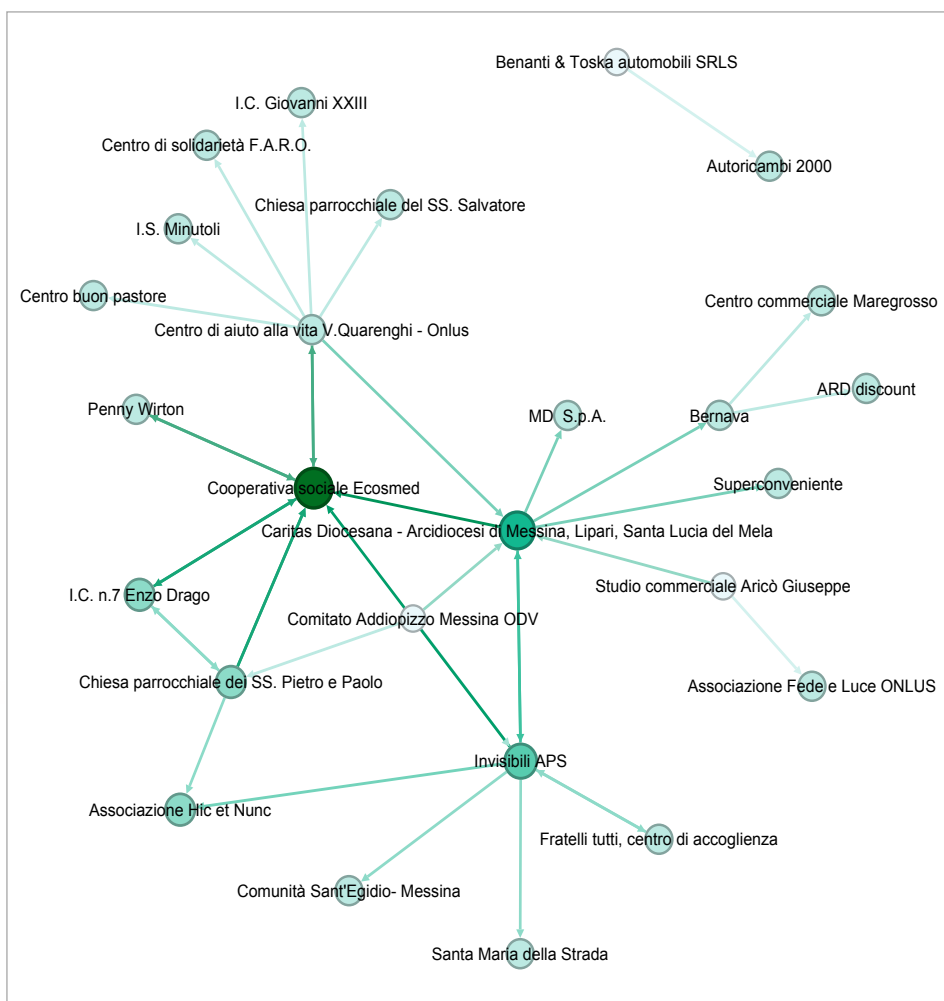 Benanti & Toska automobili SRLS
I.C. Giovanni XXIII
Centro di solidarietà F.A.R.O.
Autoricambi 2000
Chiesa parrocchiale del SS. Salvatore
I.S. Minutoli
Centro buon pastore
Centro commerciale Maregrosso
Centro di aiuto alla vita V.Quarenghi - Onlus
ARD discount
Penny Wirton
MD S.p.A.
Bernava
Superconveniente
Cooperativa sociale Ecosmed
Caritas Diocesana - Arcidiocesi di Messina, Lipari, Santa Lucia del Mela
Studio commerciale Aricò Giuseppe
I.C. n.7 Enzo Drago
Comitato Addiopizzo Messina ODV
Chiesa parrocchiale dei SS. Pietro e Paolo
Associazione Fede e Luce ONLUS
Invisibili APS
Associazione Hic et Nunc
Fratelli tutti, centro di accoglienza
Comunità Sant'Egidio- Messina
Santa Maria della Strada